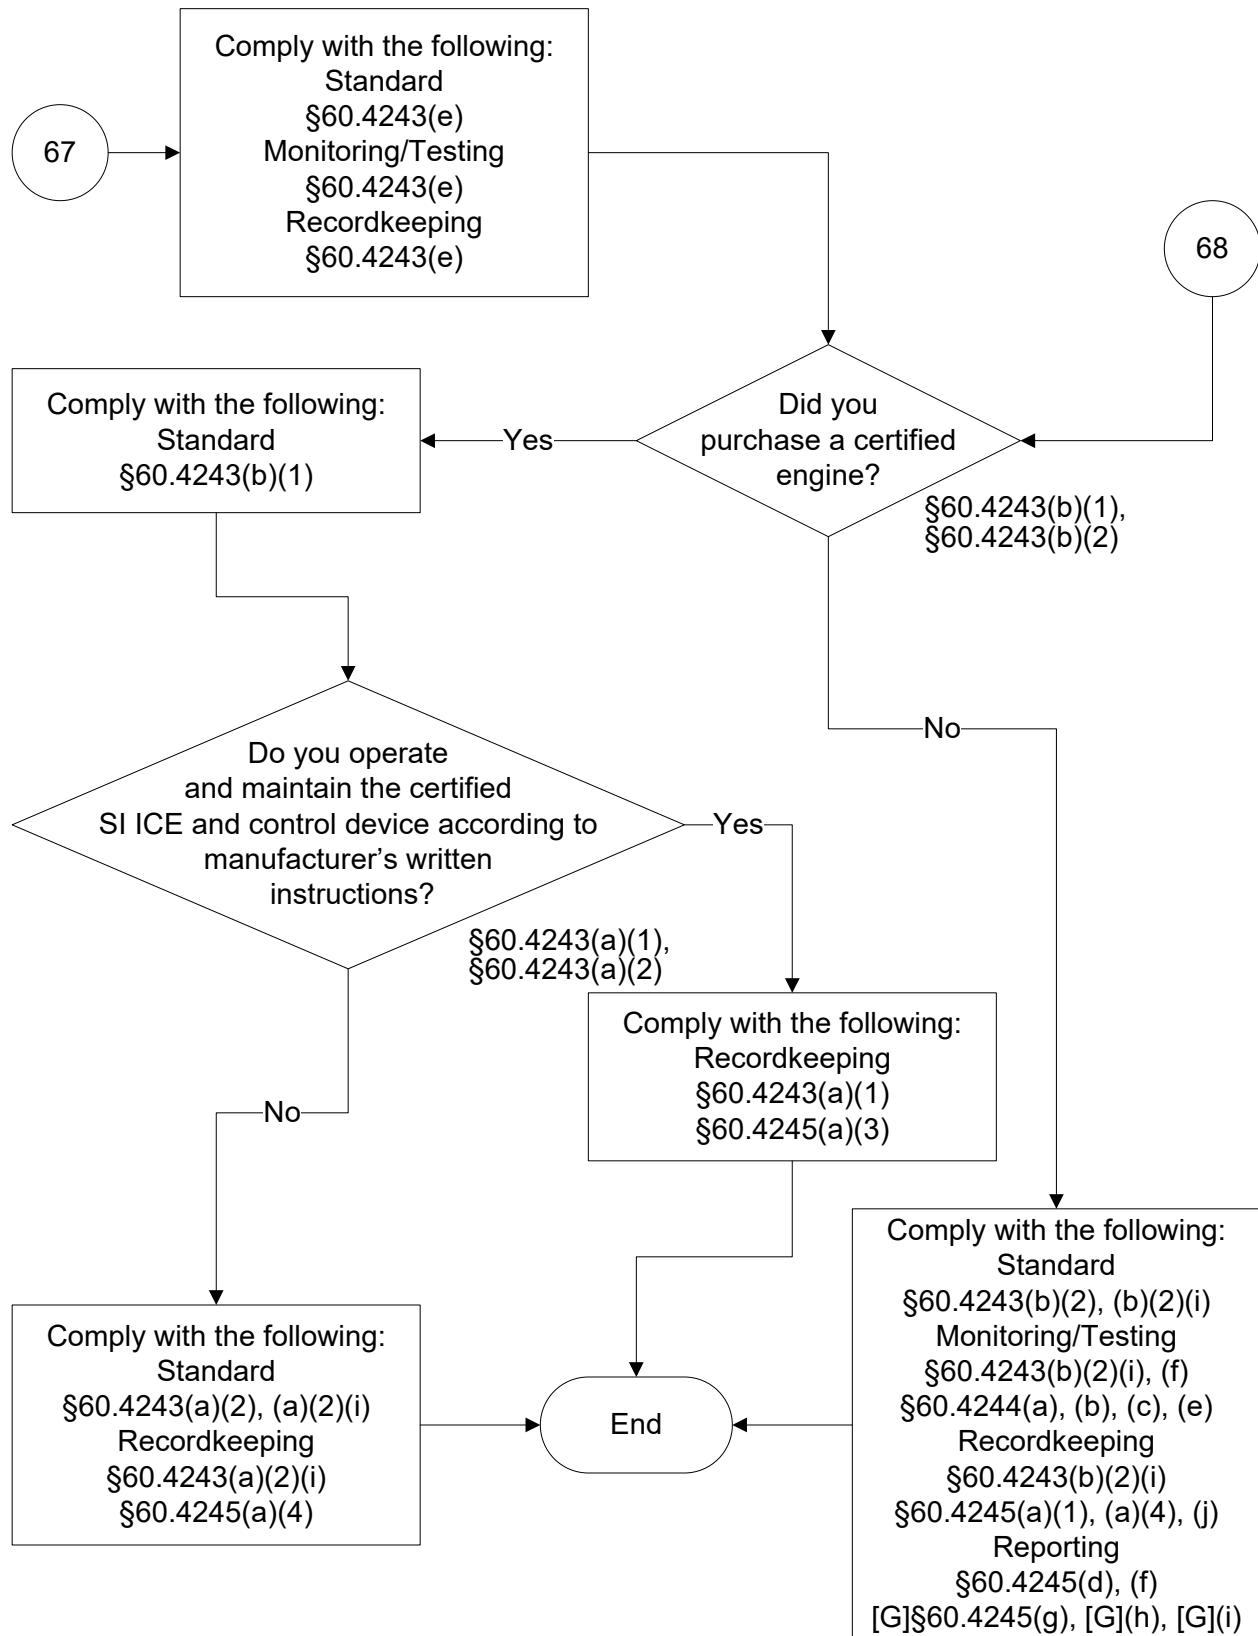 67
Comply with the following:
Standard
§60.4243(e)
Monitoring/Testing
§60.4243(e)
Recordkeeping
§60.4243(e)
68
Did you
purchase a certified
engine?
§60.4243(b)(1),
§60.4243(b)(2)
Yes
Comply with the following:
Standard
§60.4243(b)(1)
No
Do you operate
and maintain the certified
SI ICE and control device according to
manufacturer’s written
instructions?
§60.4243(a)(1),
§60.4243(a)(2)
Yes
Comply with the following:
Recordkeeping
§60.4243(a)(1)
§60.4245(a)(3)
No
Comply with the following:
Standard
§60.4243(a)(2), (a)(2)(i)
Recordkeeping
§60.4243(a)(2)(i)
§60.4245(a)(4)
End
Comply with the following:
Standard
§60.4243(b)(2), (b)(2)(i)
Monitoring/Testing
§60.4243(b)(2)(i), (f)
§60.4244(a), (b), (c), (e)
Recordkeeping
§60.4243(b)(2)(i)
§60.4245(a)(1), (a)(4), (j)
Reporting
§60.4245(d), (f)
[G]§60.4245(g), [G](h), [G](i)